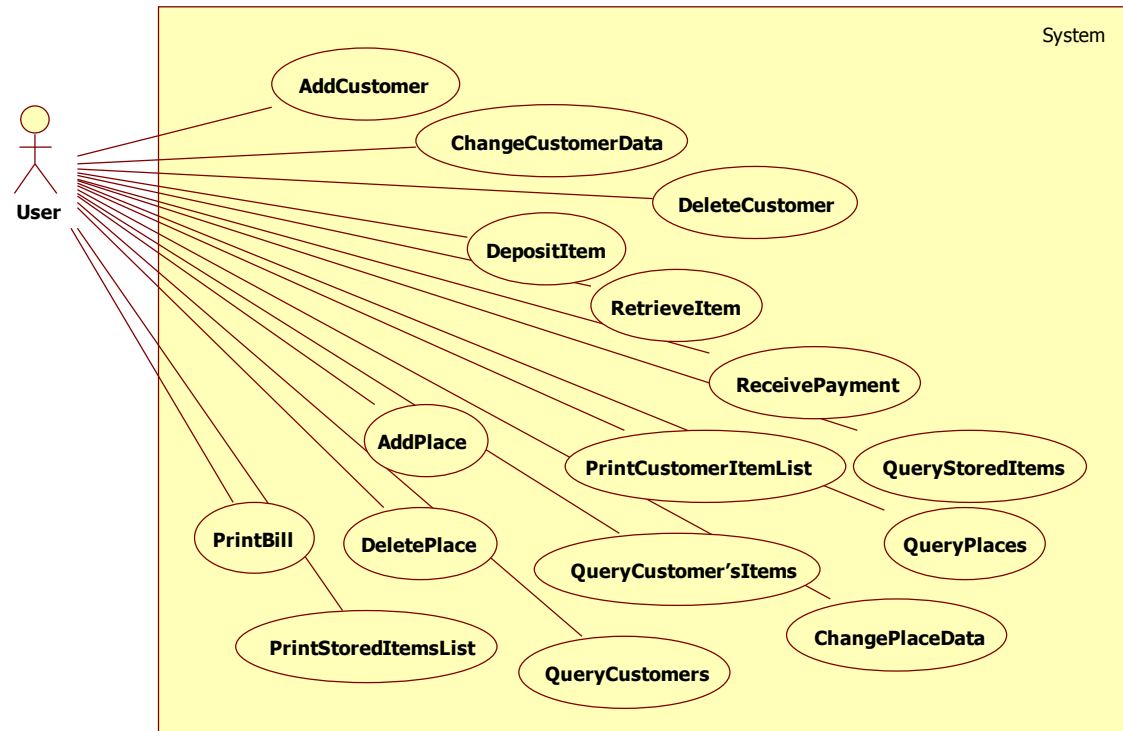 System
AddCustomer
ChangeCustomerData
User
DeleteCustomer
DepositItem
RetrieveItem
ReceivePayment
AddPlace
PrintCustomerItemList
QueryStoredItems
PrintBill
DeletePlace
QueryPlaces
QueryCustomer’sItems
ChangePlaceData
PrintStoredItemsList
QueryCustomers